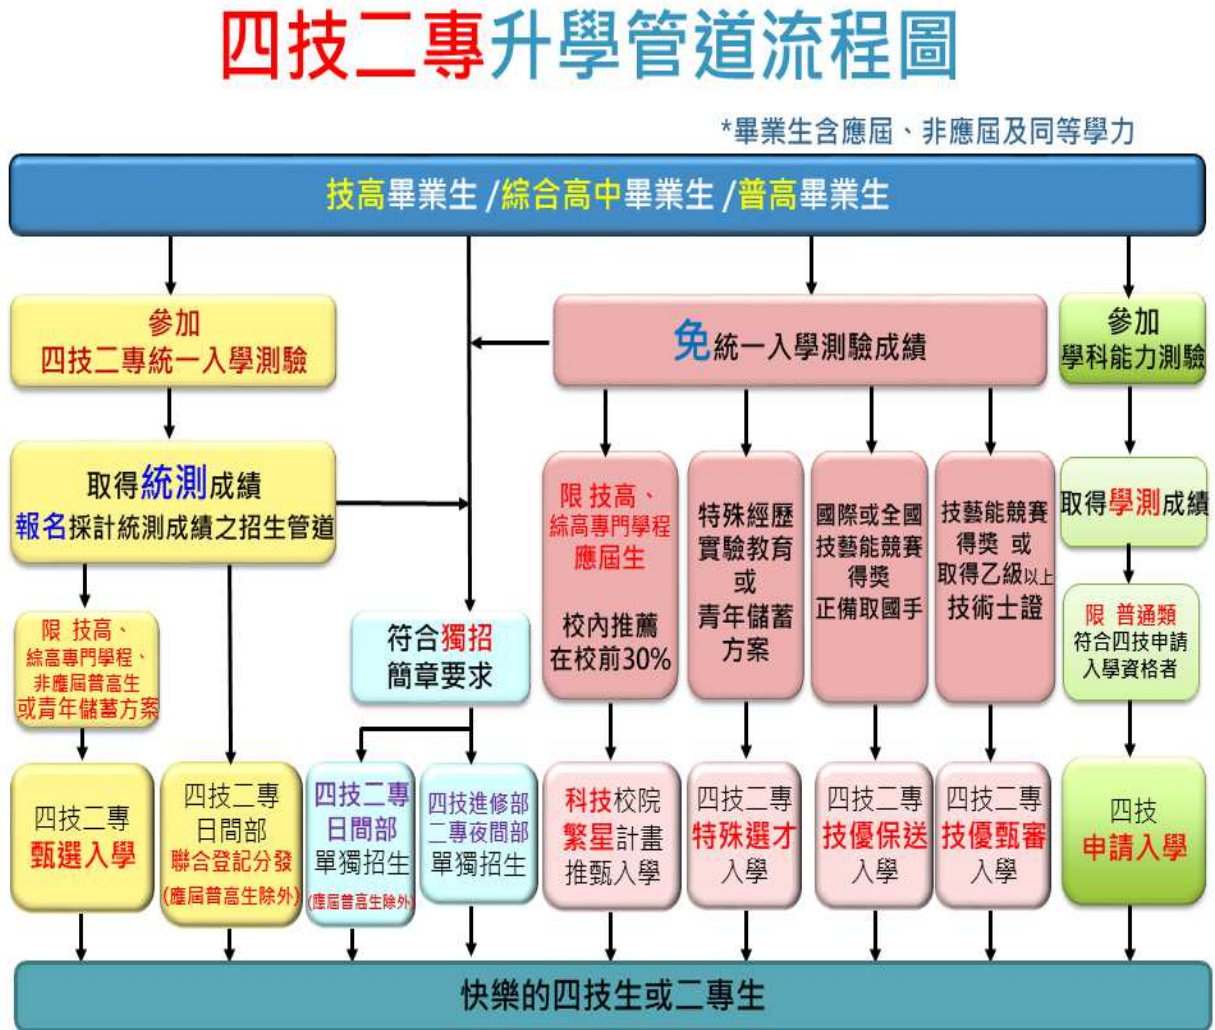 四技二專升學管道流程圖
*畢業生含應屆、非應屆及同等學力
技高畢業生 /綜合高中畢業生 /普高畢業生
參加
四技二專統一入學測驗
免統一入學測驗成績
參加
學科能力測驗
取得統測成績
報名採計統測成績之招生管道
限 技高、
綜高專門學程
應屆生
校內推薦
在校前30%
特殊經歷
實驗教育
或
青年儲蓄
方案
國際或全國
技藝能競賽
得獎
正備取國手
技藝能競賽
得獎 或
取得乙級以上
技術士證
取得學測成績
限 技高、
綜高專門學程、
非應屆普高生
或青年儲蓄方案
符合獨招
簡章要求
限 普通類
符合四技申請
入學資格者
四技二專
甄選入學
四技二專
日間部
聯合登記分發
(應屆普高生除外)
四技二專
日間部
單獨招生
(應屆普高生除外)
四技進修部
二專夜間部
單獨招生
科技校院
繁星計畫
推甄入學
四技二專
特殊選才
入學
四技二專
技優保送
入學
四技二專
技優甄審
入學
四技
申請入學
快樂的四技生或二專生